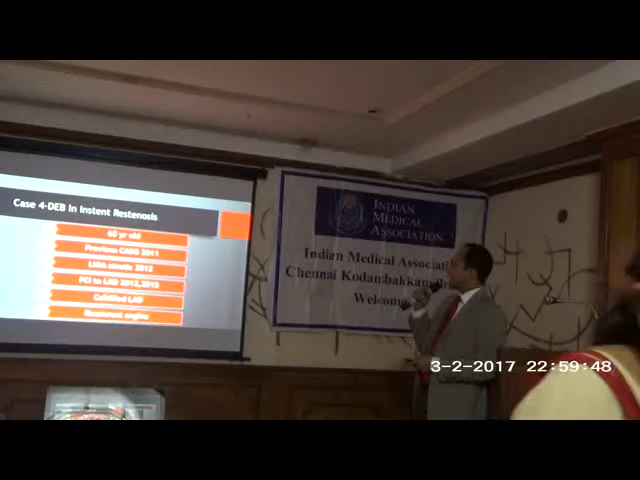 Case 4-DEB In Instent Restenosis
65 yr old
Previous CABG 2011
LIMA atretic 2012
PCI to LAD 2012,2015
Calcified LAD
Recurrent angina
INDIAN
MEDICAL
ASSOCIATION
Indian Medical Associati
Chennai Kodambakkam Br
Welcome
3-2-2017 22:59:48